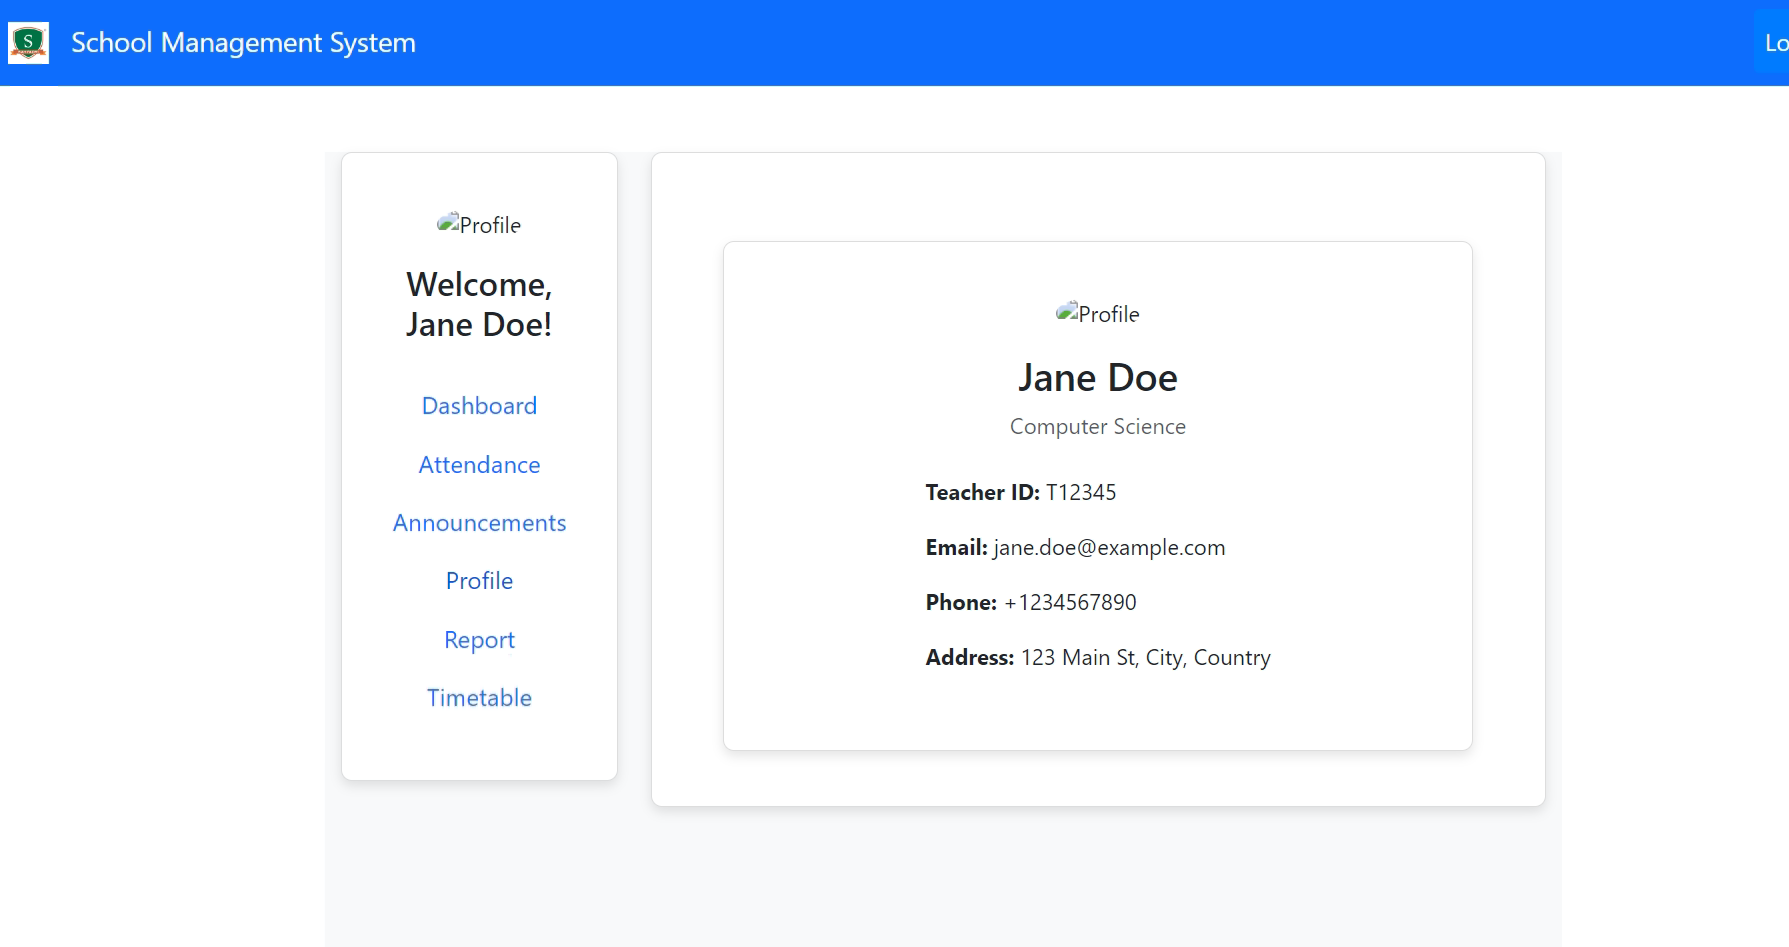 S
School Management System
Lo
Profile
Welcome,
Jane Doe!
Dashboard
Attendance
Announcements
Profile
Report
Timetable
Profile
Jane Doe
Computer Science
Teacher ID: T12345
Email: jane.doe@example.com
Phone: +1234567890
Address: 123 Main St, City, Country